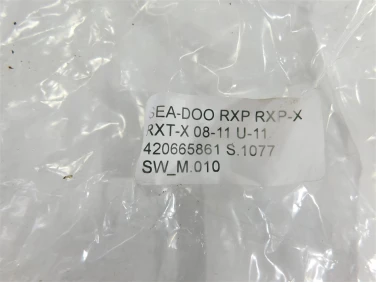 SEA-DOO RXP RXP-X
RXT-X 08-11 U-11
420665861 S.1077
SW_M.010